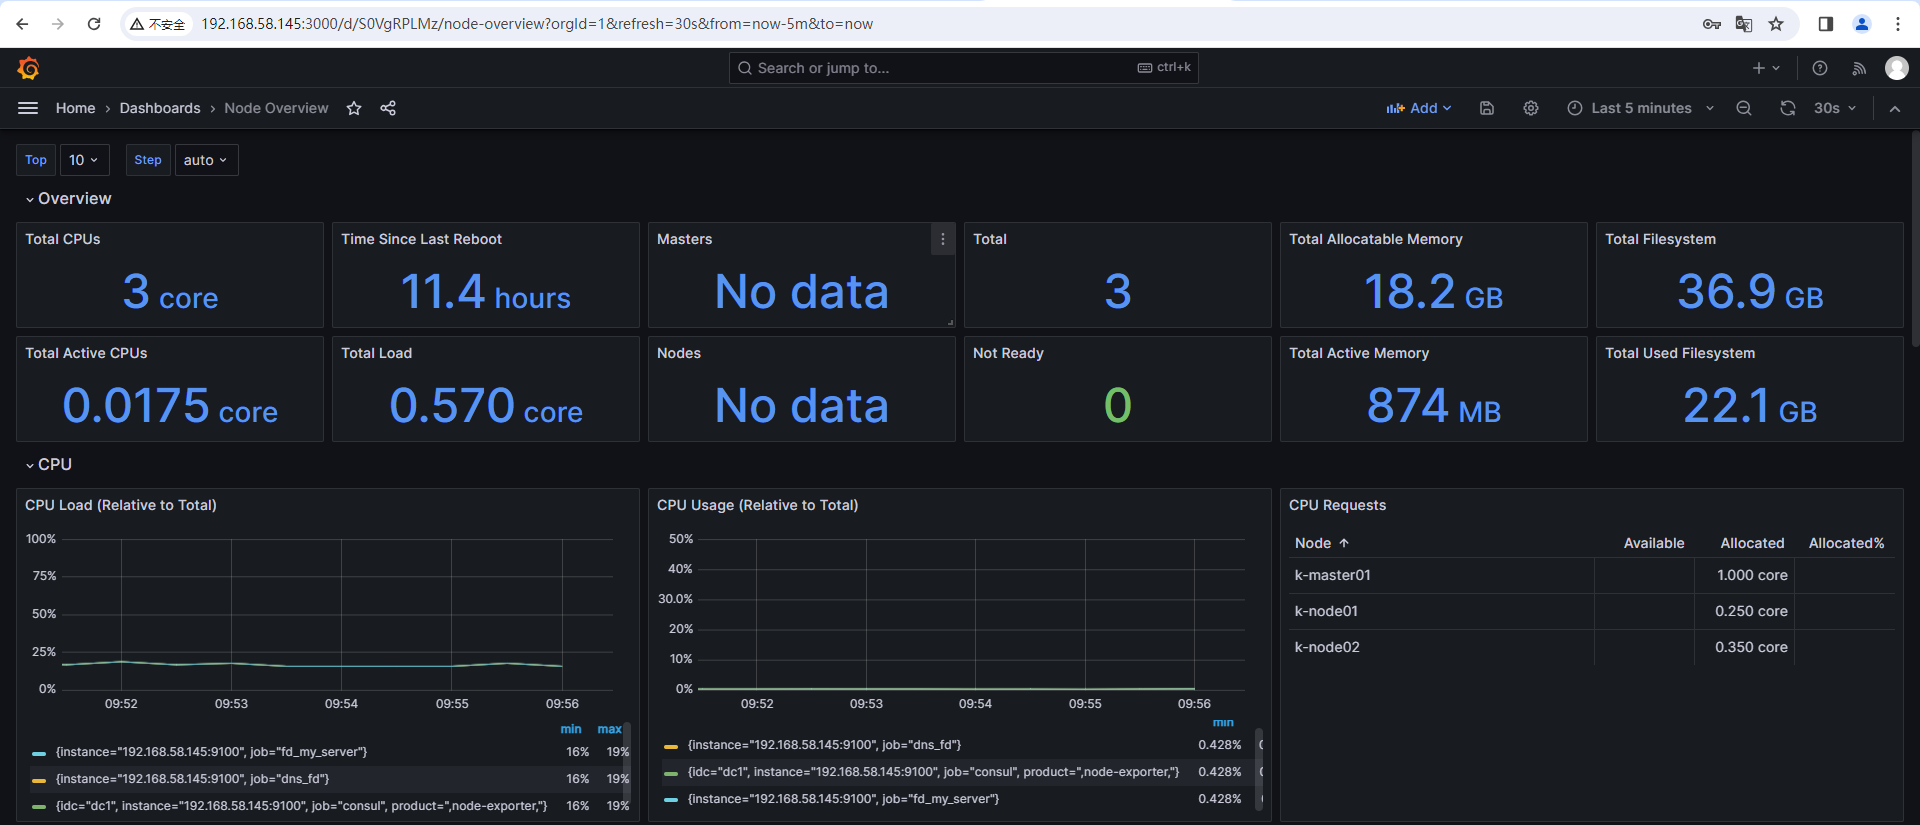 不安全 192.168.58.145:3000/d/S0VgRPLMz/node-overview?orgId=1&refresh=30s&from=now-5m&to=now
Search or jump to... ctrl+k
Home › Dashboards › Node Overview Add Last 5 minutes 30s
Top 10 Step auto
Overview
Total CPUs Time Since Last Reboot Masters Total Total Allocatable Memory Total Filesystem
3 core 11.4 hours No data 3 18.2 GB 36.9 GB
Total Active CPUs Total Load Nodes Not Ready Total Active Memory Total Used Filesystem
0.0175 core 0.570 core No data 0 874 MB 22.1 GB
CPU
CPU Load (Relative to Total)
100%
75%
50%
25%
0%
09:52 09:53 09:54 09:55 09:56
min max
{instance="192.168.58.145:9100", job="fd_my_server"} 16% 19%
{instance="192.168.58.145:9100", job="dns_fd"} 16% 19%
{idc="dc1", instance="192.168.58.145:9100", job="consul", product=",node-exporter,"} 16% 19%
CPU Usage (Relative to Total)
50%
40%
30.0%
20%
10%
0%
09:52 09:53 09:54 09:55 09:56
min
{instance="192.168.58.145:9100", job="dns_fd"} 0.428%
{idc="dc1", instance="192.168.58.145:9100", job="consul", product=",node-exporter,"} 0.428%
{instance="192.168.58.145:9100", job="fd_my_server"} 0.428%
CPU Requests
Node ↑ Available Allocated Allocated%
k-master01 1.000 core
k-node01 0.250 core
k-node02 0.350 core